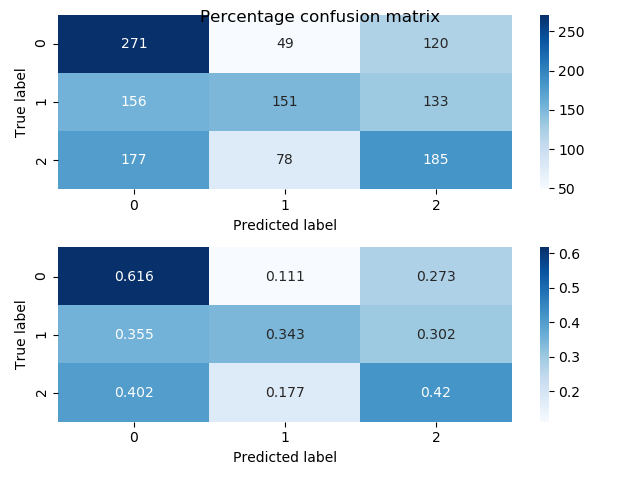 Percentage confusion matrix
True label
0 271 49 120
1 156 151 133
2 177 78 185
0 1 2
Predicted label
250
200
150
100
50
True label
0 0.616 0.111 0.273
1 0.355 0.343 0.302
2 0.402 0.177 0.42
0 1 2
Predicted label
0.6
0.5
0.4
0.3
0.2